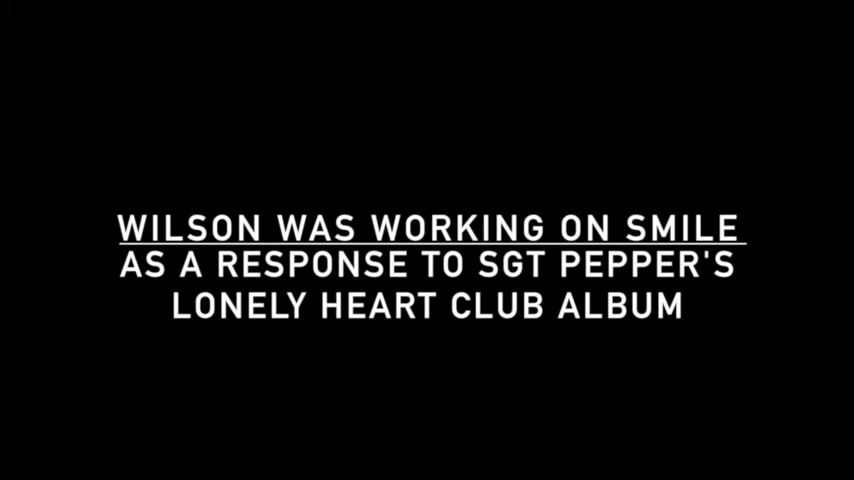 WILSON WAS WORKING ON SMILE
AS A RESPONSE TO SGT PEPPER'S
LONELY HEART CLUB ALBUM